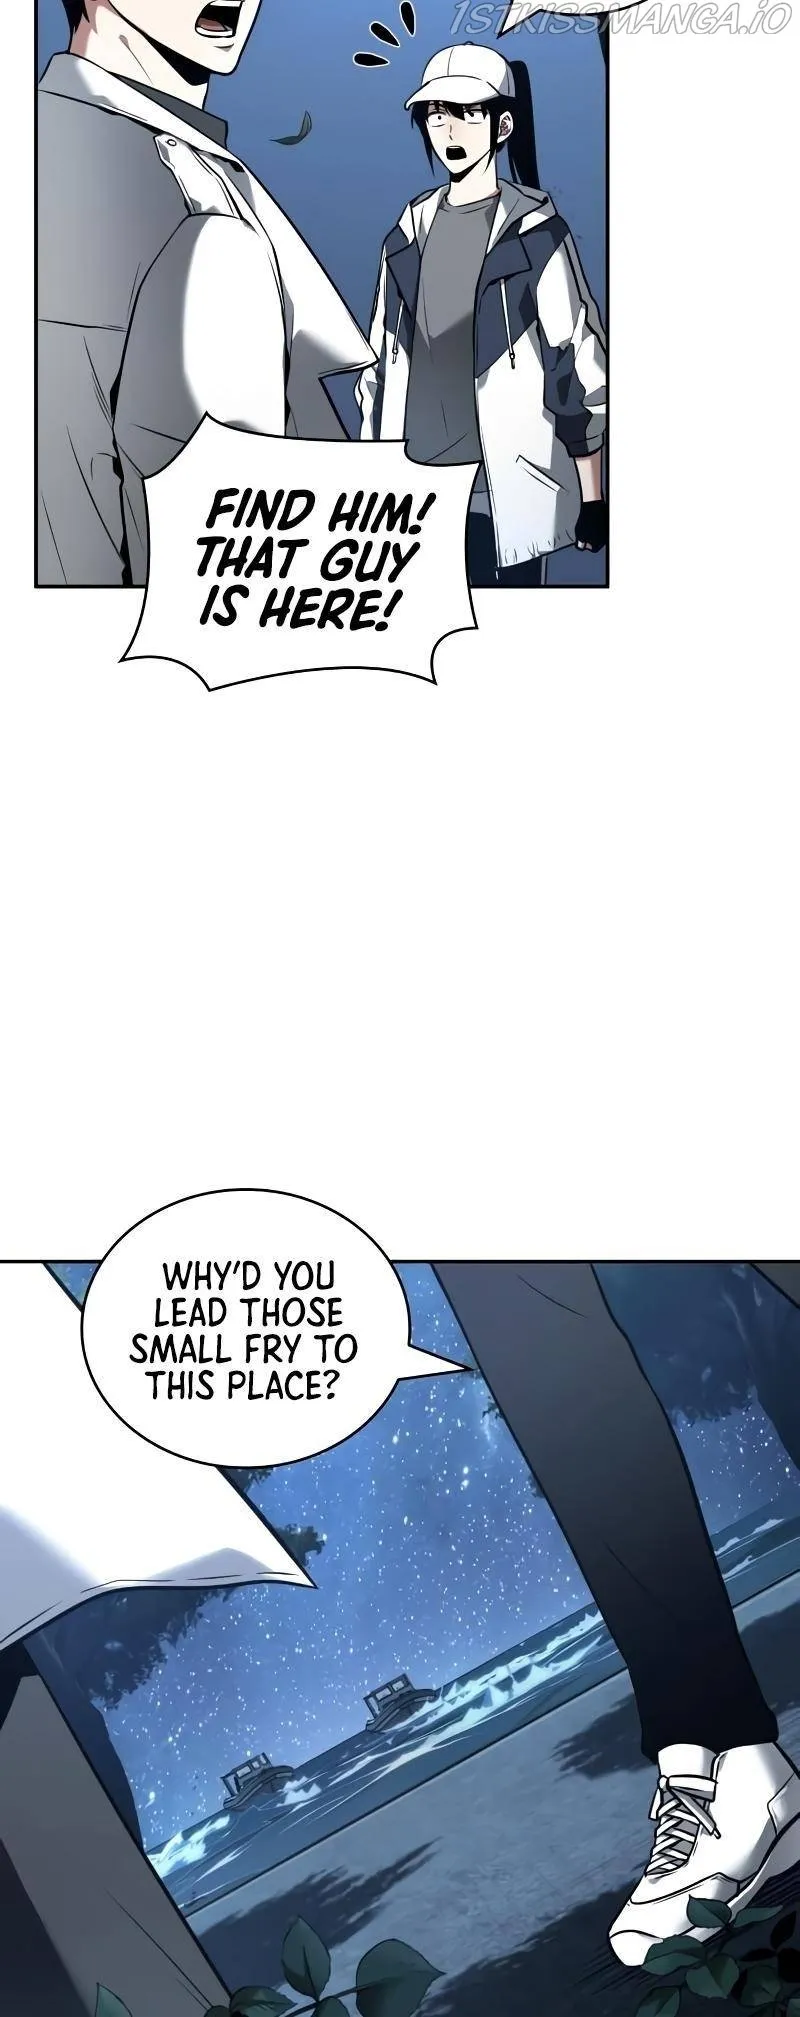 1STKISSMANGA.IO
FIND HIM!
THAT GUY
IS HERE!
WHY'D YOU
LEAD THOSE
SMALL FRY TO
THIS PLACE?